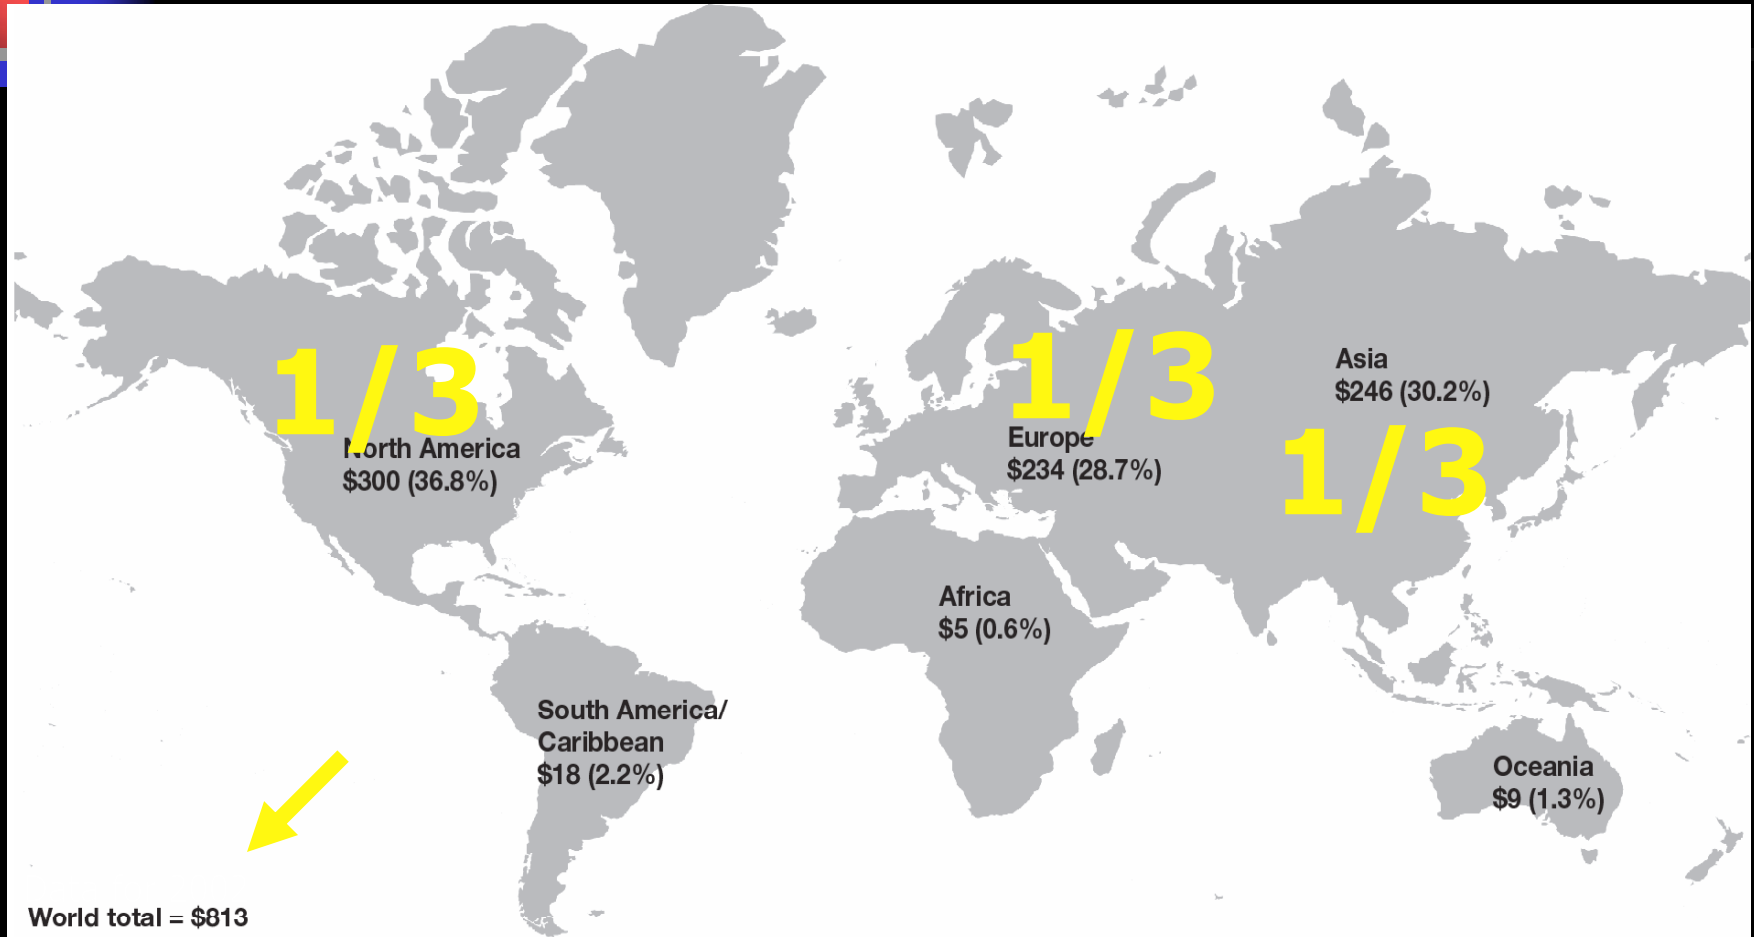 1/3
North America
$300 (36.8%)
1/3
Europe
$234 (28.7%)
Asia
$246 (30.2%)
1/3
Africa
$5 (0.6%)
South America/
Caribbean
$18 (2.2%)
Oceania
$9 (1.3%)
World total = $813